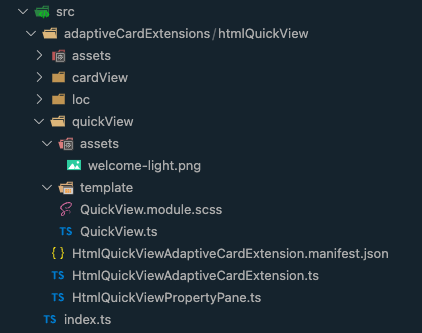 src
adaptiveCardExtensions/htmlQuickView
assets
cardView
loc
quickView
assets
welcome-light.png
template
QuickView.module.scss
TS QuickView.ts
{ } HtmlQuickViewAdaptiveCardExtension.manifest.json
TS HtmlQuickViewAdaptiveCardExtension.ts
TS HtmlQuickViewPropertyPane.ts
TS index.ts